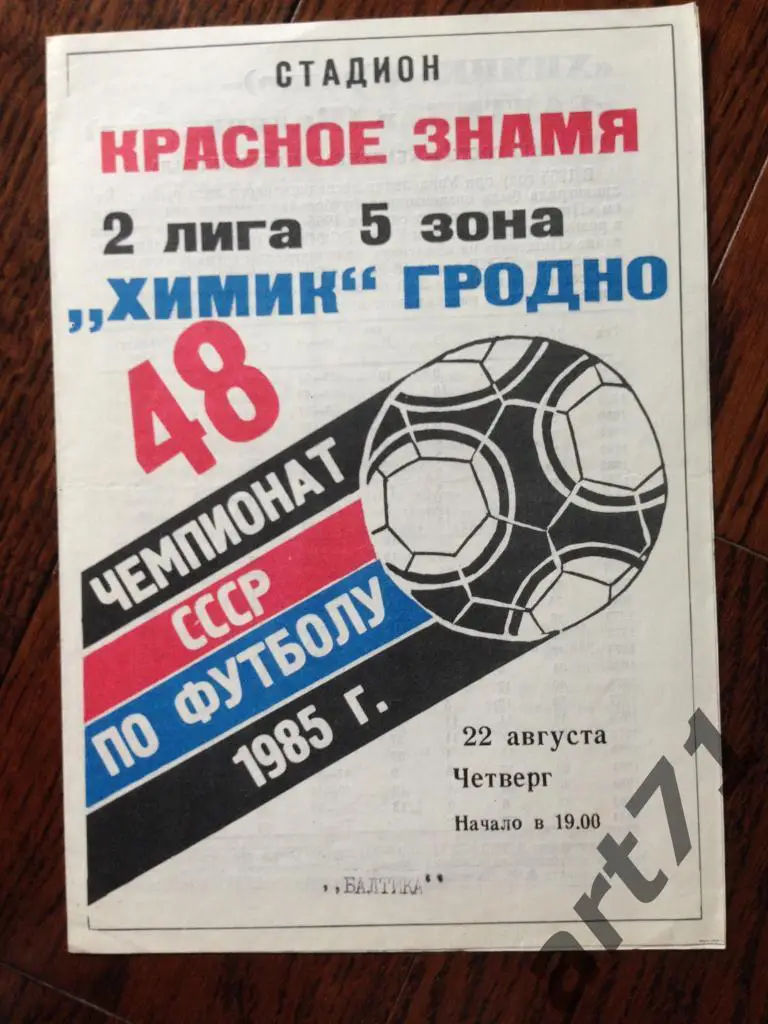 СТАДИОН
КРАСНОЕ ЗНАМЯ
2 ЛИГА 5 ЗОНА
„ХИМИК“ ГРОДНО
48
ЧЕМПИОНАТ
СССР
ПО ФУТБОЛУ
1985 Г.
22 августа
Четверг
Начало в 19.00
,,БАЛТИКА"
art71